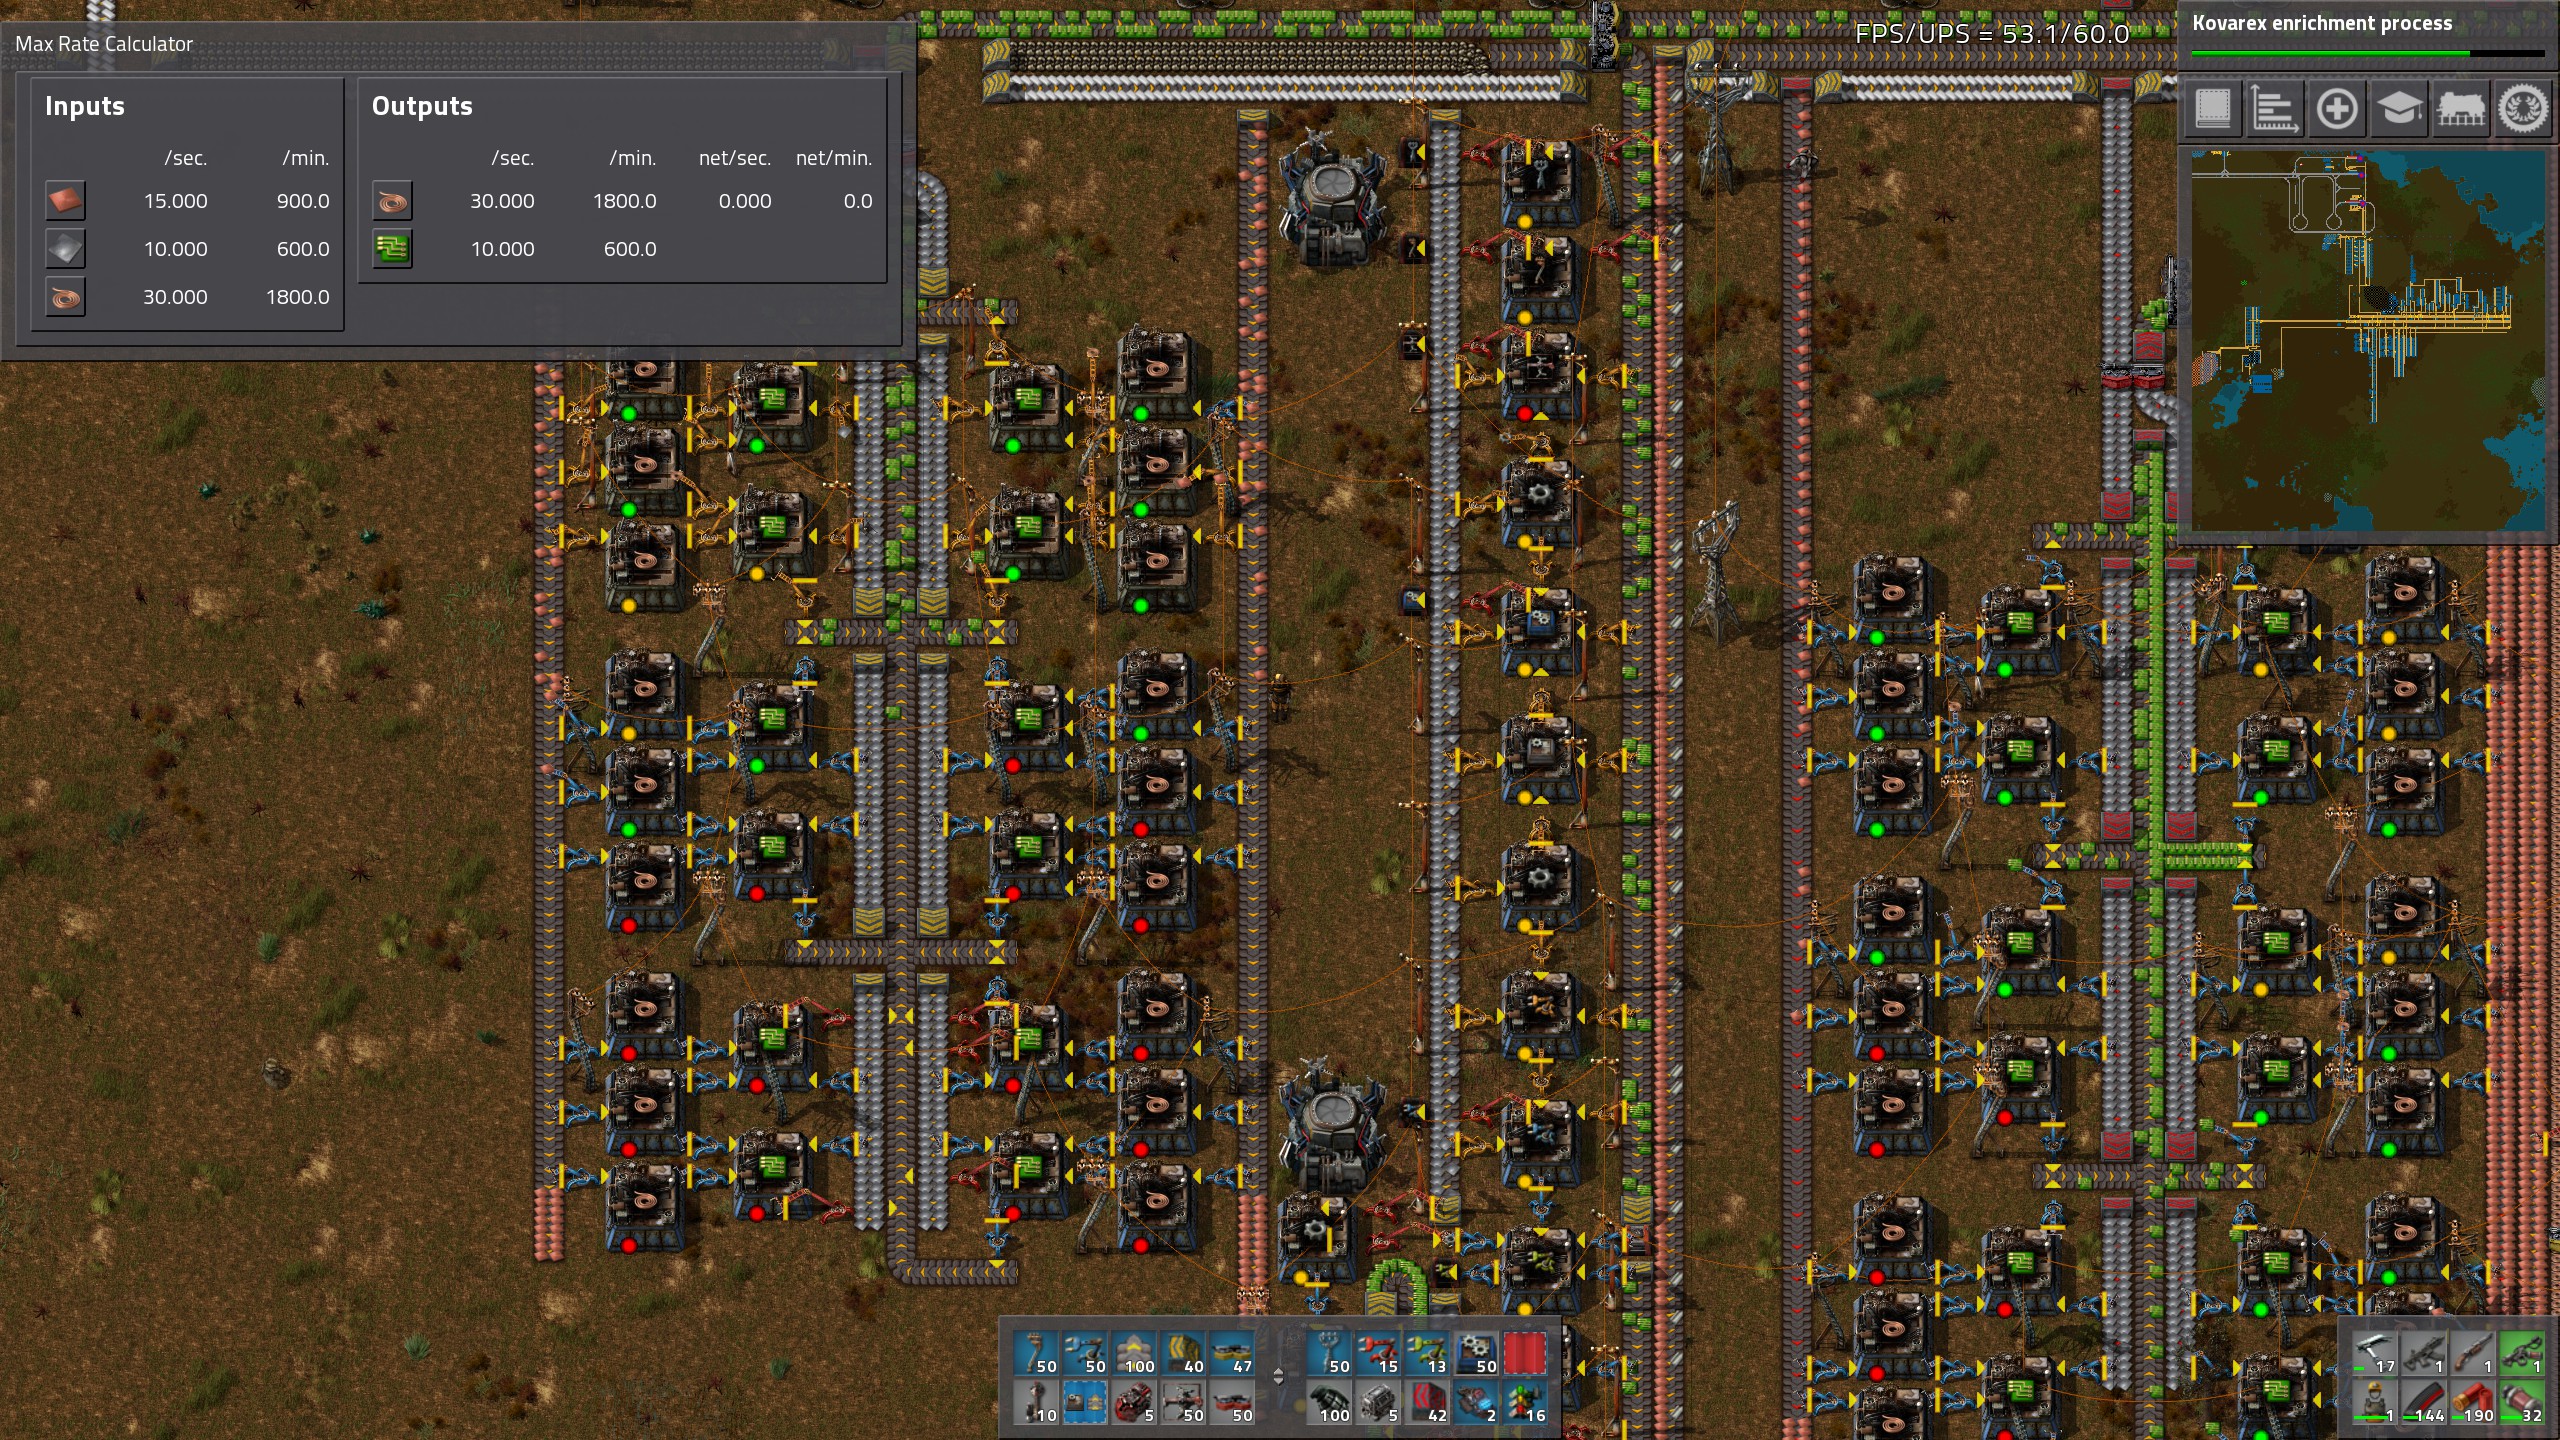 Max Rate Calculator
Inputs
/sec. /min.
15.000 900.0
10.000 600.0
30.000 1800.0
Outputs
/sec. /min. net/sec. net/min.
30.000 1800.0 0.000 0.0
10.000 600.0
FPS/UPS = 53.1/60.0
Kovarex enrichment process
50 50 100 40 47 50 15 13 50
10 5 50 50 100 5 42 2 16
17 1 1 1
1 144 190 32